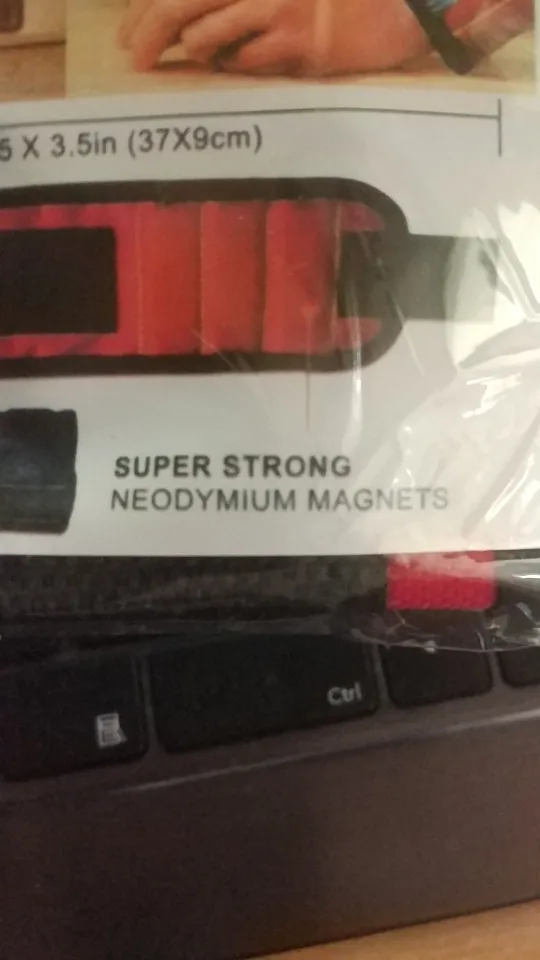 5 X 3.5in (37X9cm)
SUPER STRONG
NEODYMIUM MAGNETS
Ctrl